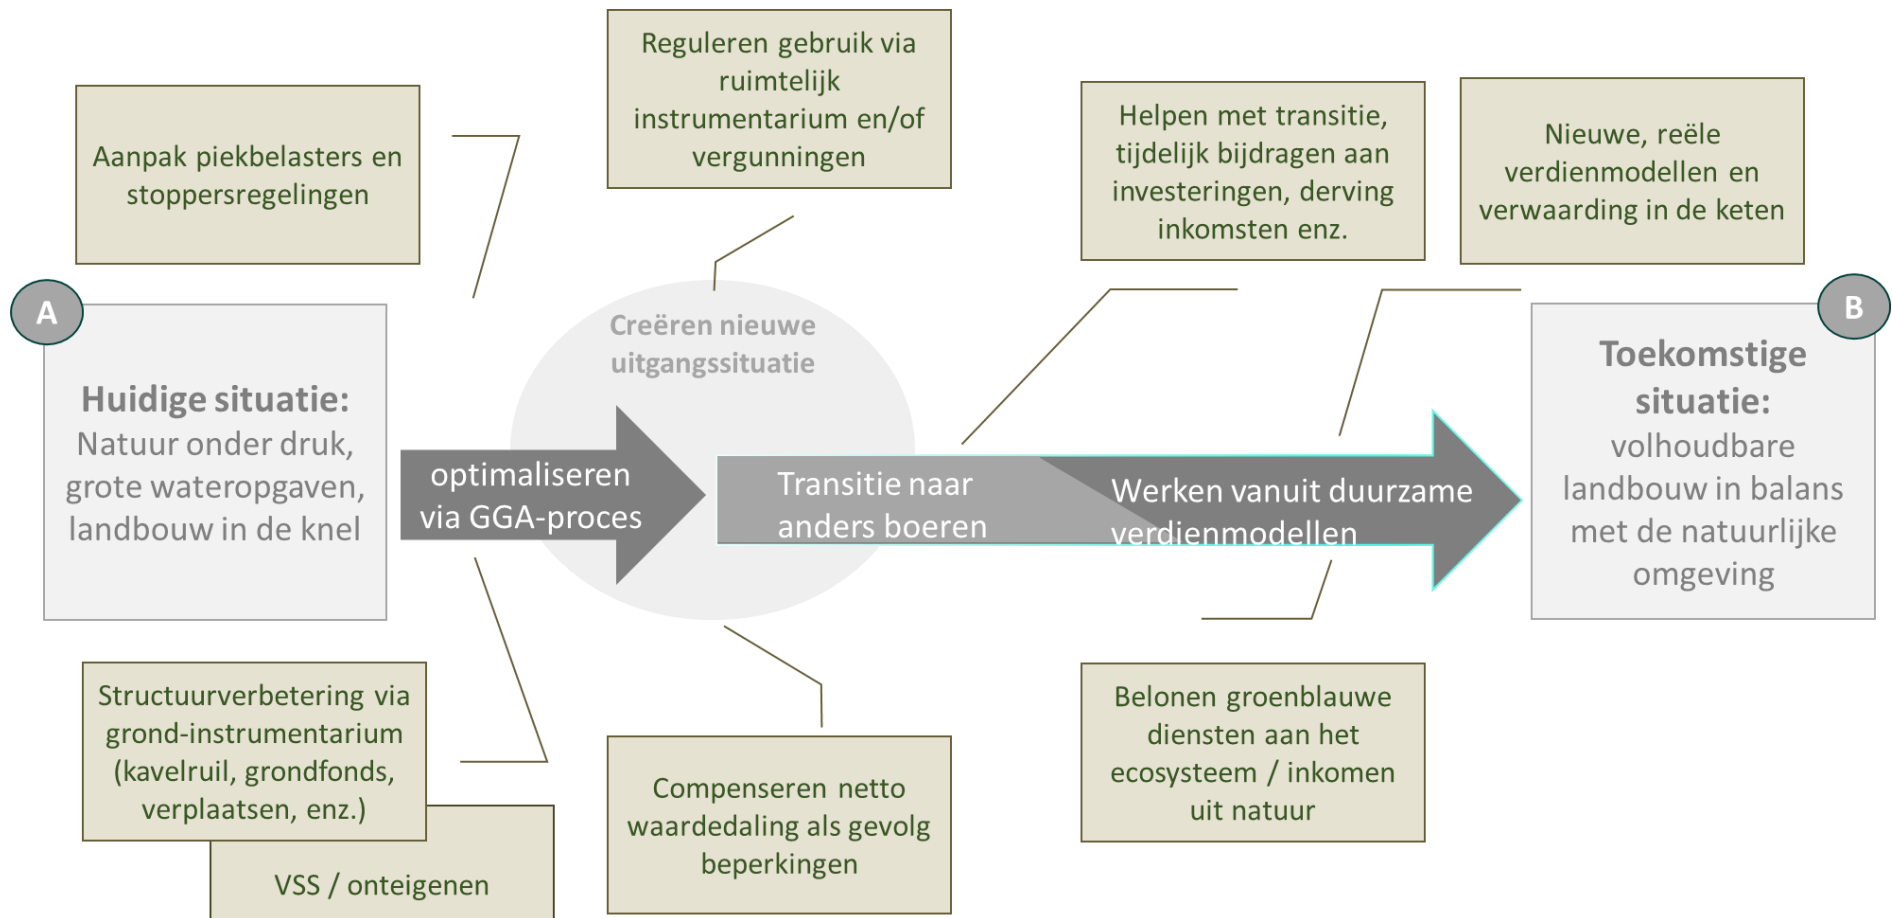 Reguleren gebruik via
ruimtelijk
instrumentarium en/of
vergunningen
Aanpak piekbelasters en
stoppersregelingen
Helpen met transitie,
tijdelijk bijdragen aan
investeringen, derving
inkomsten enz.
Nieuwe, reële
verdienmodellen en
verwaarding in de keten
A
Huidige situatie:
Natuur onder druk,
grote wateropgaven,
landbouw in de knel
Creëren nieuwe
uitgangssituatie
optimaliseren
via GGA-proces
Transitie naar
anders boeren
Werken vanuit duurzame
verdienmodellen
B
Toekomstige
situatie:
volhoudbare
landbouw in balans
met de natuurlijke
omgeving
Structuurverbetering via
grond-instrumentarium
(kavelruil, grondfonds,
verplaatsen, enz.)
VSS / onteigenen
Compenseren netto
waardedaling als gevolg
beperkingen
Belonen groenblauwe
diensten aan het
ecosysteem / inkomen
uit natuur